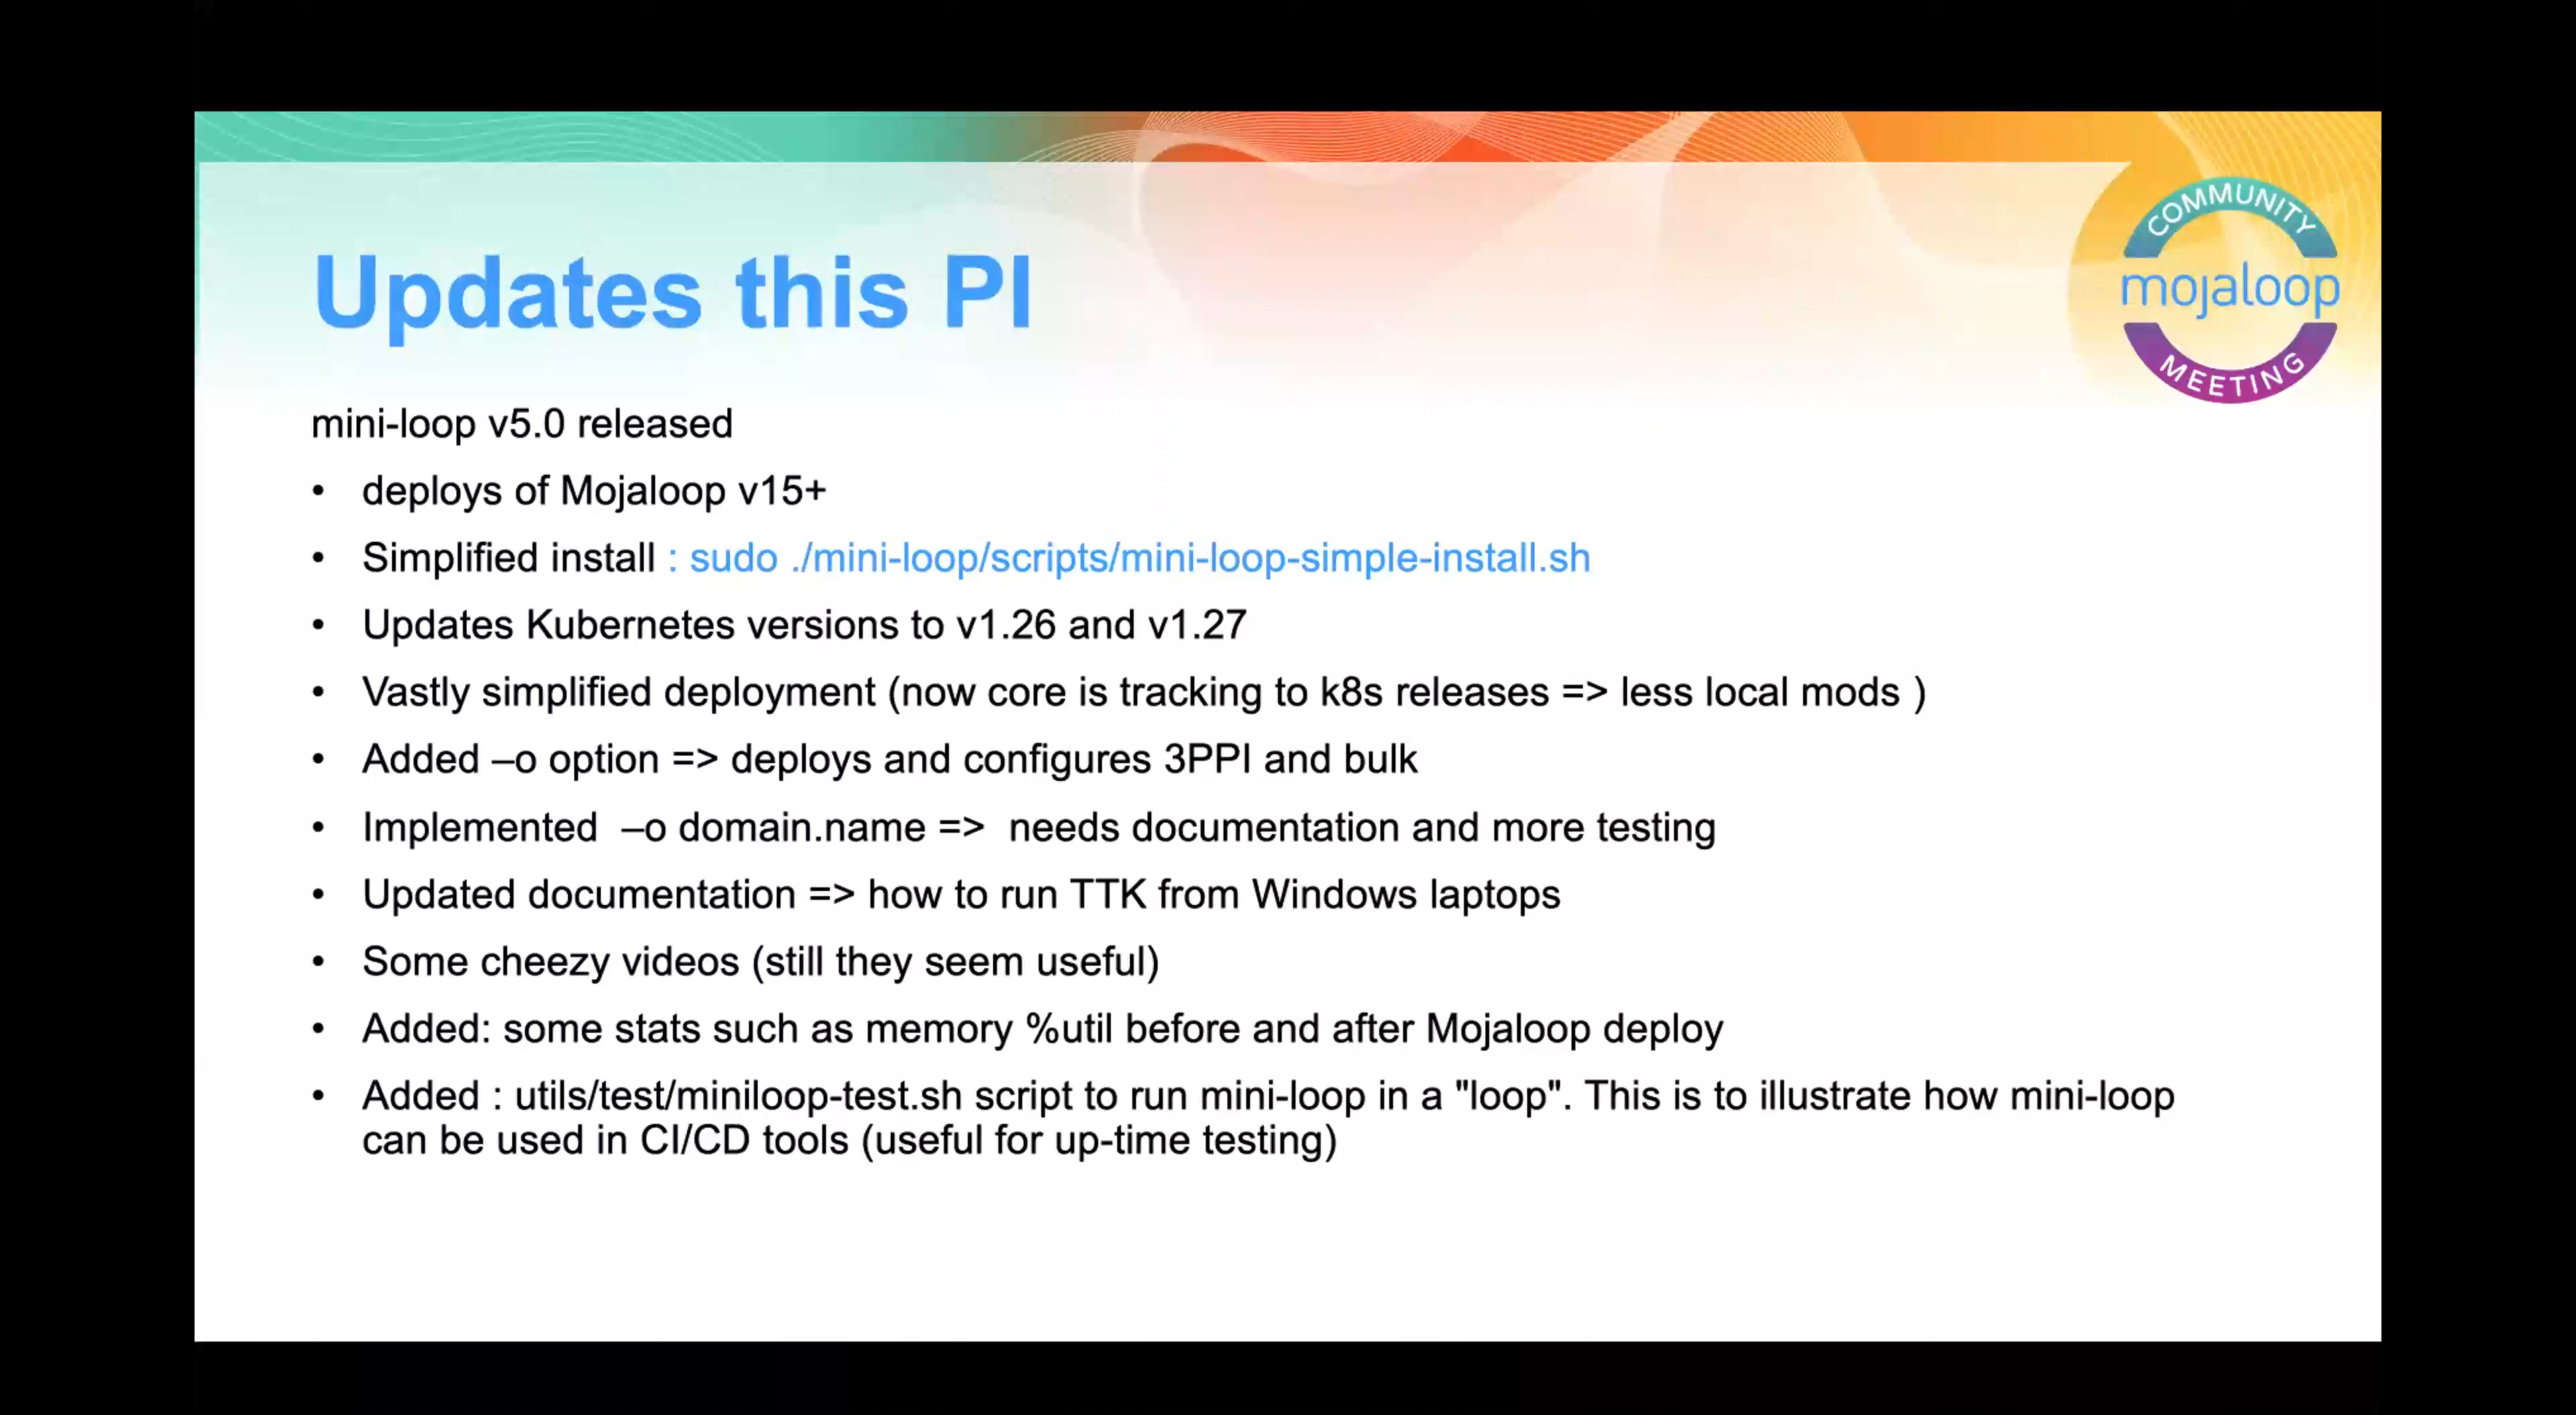 COMMUNITY
mojaloop
MEETING
Updates this PI
mini-loop v5.0 released
• deploys of Mojaloop v15+
• Simplified install : sudo ./mini-loop/scripts/mini-loop-simple-install.sh
• Updates Kubernetes versions to v1.26 and v1.27
• Vastly simplified deployment (now core is tracking to k8s releases => less local mods )
• Added –o option => deploys and configures 3PPI and bulk
• Implemented  –o domain.name =>  needs documentation and more testing
• Updated documentation => how to run TTK from Windows laptops
• Some cheezy videos (still they seem useful)
• Added: some stats such as memory %util before and after Mojaloop deploy
• Added : utils/test/miniloop-test.sh script to run mini-loop in a "loop". This is to illustrate how mini-loop
can be used in CI/CD tools (useful for up-time testing)